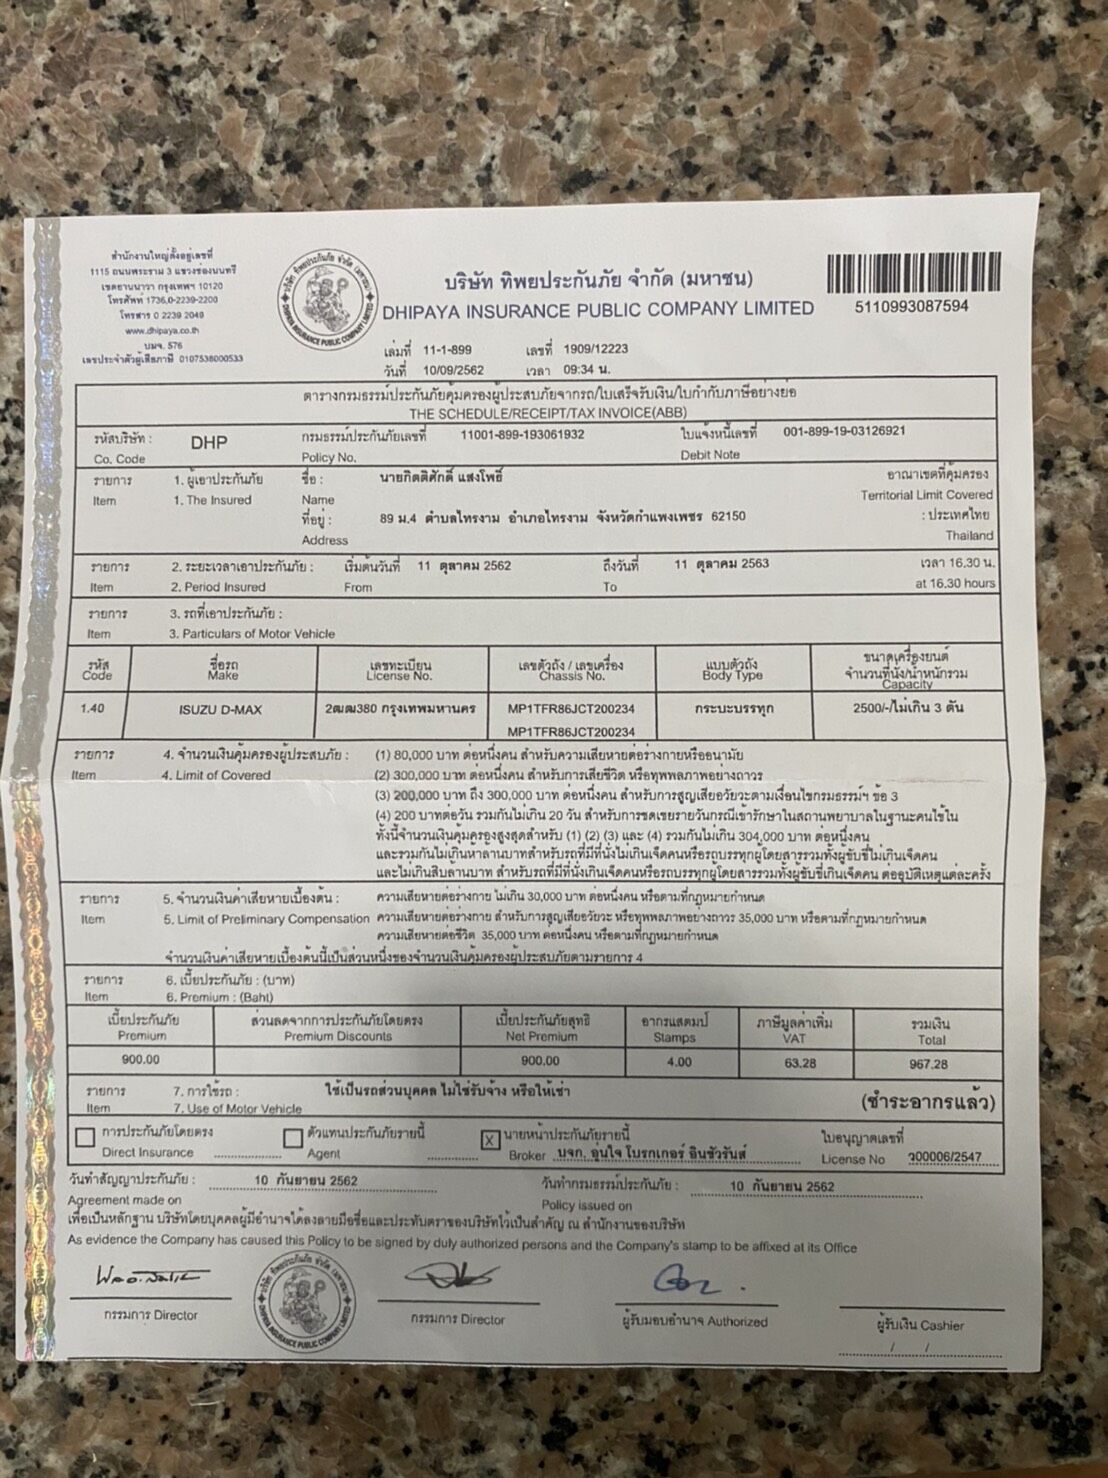 สำนักงานใหญ่ตั้งอยู่เลขที่
1115 ถนนพระราม 3 แขวงช่องนนทรี
เขตยานนาวา กรุงเทพฯ 10120
โทรศัพท์ 1736,0-2239-2200
โทรสาร 0 2239 2049
www.dhipaya.co.th
บมจ. 576
เลขประจำตัวผู้เสียภาษี 0107538000533
บริษัท ทิพยประกันภัย จำกัด (มหาชน)
DHIPAYA INSURANCE PUBLIC COMPANY LIMITED
5110993087594
เล่มที่ 11-1-899 เลขที่ 1909/12223
วันที่ 10/09/2562 เวลา 09:34 น.
ตารางกรมธรรม์ประกันภัยคุ้มครองผู้ประสบภัยจากรถ/ใบเสร็จรับเงิน/ใบกำกับภาษีอย่างย่อ
THE SCHEDULE/RECEIPT/TAX INVOICE(ABB)
รหัสบริษัท : DHP กรมธรรม์ประกันภัยเลขที่ 11001-899-193061932 ใบแจ้งหนี้เลขที่ 001-899-19-03126921
Co. Code Policy No. Debit Note
รายการ 1. ผู้เอาประกันภัย ชื่อ : นายกิตติศักดิ์ แสงโพธิ์ อาณาเขตที่คุ้มครอง
Item 1. The Insured Name Territorial Limit Covered
ที่อยู่ : 89 ม.4 ตำบลไทรงาม อำเภอไทรงาม จังหวัดกำแพงเพชร 62150 : ประเทศไทย
Address Thailand
รายการ 2. ระยะเวลาเอาประกันภัย : เริ่มต้นวันที่ 11 ตุลาคม 2562 ถึงวันที่ 11 ตุลาคม 2563 เวลา 16.30 น.
Item 2. Period Insured From To at 16.30 hours
รายการ 3. รถที่เอาประกันภัย :
Item 3. Particulars of Motor Vehicle
รหัส ชื่อรถ เลขทะเบียน เลขตัวถัง / เลขเครื่อง แบบตัวถัง ขนาดเครื่องยนต์
Code Make License No. Chassis No. Body Type จำนวนที่นั่ง/น้ำหนักรวม
Capacity
1.40 ISUZU D-MAX 2ฒฒ380 กรุงเทพมหานคร MP1TFR86JCT200234 กระบะบรรทุก 2500/-/ไม่เกิน 3 ตัน
MP1TFR86JCT200234
รายการ 4. จำนวนเงินคุ้มครองผู้ประสบภัย : (1) 80,000 บาท ต่อหนึ่งคน สำหรับความเสียหายต่อร่างกายหรืออนามัย
Item 4. Limit of Covered (2) 300,000 บาท ต่อหนึ่งคน สำหรับการเสียชีวิต หรือทุพพลภาพอย่างถาวร
(3) 200,000 บาท ถึง 300,000 บาท ต่อหนึ่งคน สำหรับการสูญเสียอวัยวะตามเงื่อนไขกรมธรรม์ฯ ข้อ 3
(4) 200 บาทต่อวัน รวมกันไม่เกิน 20 วัน สำหรับการชดเชยรายวันกรณีเข้ารักษาในสถานพยาบาลในฐานะคนไข้ใน
ทั้งนี้จำนวนเงินคุ้มครองสูงสุดสำหรับ (1) (2) (3) และ (4) รวมกันไม่เกิน 304,000 บาท ต่อหนึ่งคน
และรวมกันไม่เกินห้าล้านบาทสำหรับรถที่มีที่นั่งไม่เกินเจ็ดคนหรือรถบรรทุกผู้โดยสารรวมทั้งผู้ขับขี่ไม่เกินเจ็ดคน
และไม่เกินสิบล้านบาท สำหรับรถที่มีที่นั่งเกินเจ็ดคนหรือรถบรรทุกผู้โดยสารรวมทั้งผู้ขับขี่เกินเจ็ดคน ต่ออุบัติเหตุแต่ละครั้ง
รายการ 5. จำนวนเงินค่าเสียหายเบื้องต้น : ความเสียหายต่อร่างกาย ไม่เกิน 30,000 บาท ต่อหนึ่งคน หรือตามที่กฎหมายกำหนด
Item 5. Limit of Preliminary Compensation ความเสียหายต่อร่างกาย สำหรับการสูญเสียอวัยวะ หรือทุพพลภาพอย่างถาวร 35,000 บาท หรือตามที่กฎหมายกำหนด
ความเสียหายต่อชีวิต 35,000 บาท ต่อหนึ่งคน หรือตามที่กฎหมายกำหนด
จำนวนเงินค่าเสียหายเบื้องต้นนี้เป็นส่วนหนึ่งของจำนวนเงินคุ้มครองผู้ประสบภัยตามรายการ 4
รายการ 6. เบี้ยประกันภัย : (บาท)
Item 6. Premium : (Baht)
เบี้ยประกันภัย ส่วนลดจากการประกันภัยโดยตรง เบี้ยประกันภัยสุทธิ อากรแสตมป์ ภาษีมูลค่าเพิ่ม รวมเงิน
Premium Premium Discounts Net Premium Stamps VAT Total
900.00 900.00 4.00 63.28 967.28
รายการ 7. การใช้รถ : ใช้เป็นรถส่วนบุคคล ไม่ใช้รับจ้าง หรือให้เช่า
Item 7. Use of Motor Vehicle (ชำระอากรแล้ว)
การประกันภัยโดยตรง ตัวแทนประกันภัยรายนี้ X นายหน้าประกันภัยรายนี้ ใบอนุญาตเลขที่
Direct Insurance Agent Broker บจก. อุ่นใจ โบรกเกอร์ อินชัวรันส์ License No ว00006/2547
วันทำสัญญาประกันภัย : 10 กันยายน 2562 วันทำกรมธรรม์ประกันภัย : 10 กันยายน 2562
Agreement made on Policy issued on
เพื่อเป็นหลักฐาน บริษัทโดยบุคคลผู้มีอำนาจได้ลงลายมือชื่อและประทับตราของบริษัทไว้เป็นสำคัญ ณ สำนักงานของบริษัท
As evidence the Company has caused this Policy to be signed by duly authorized persons and the Company's stamp to be affixed at its Office
กรรมการ Director กรรมการ Director ผู้รับมอบอำนาจ Authorized ผู้รับเงิน Cashier
/ /